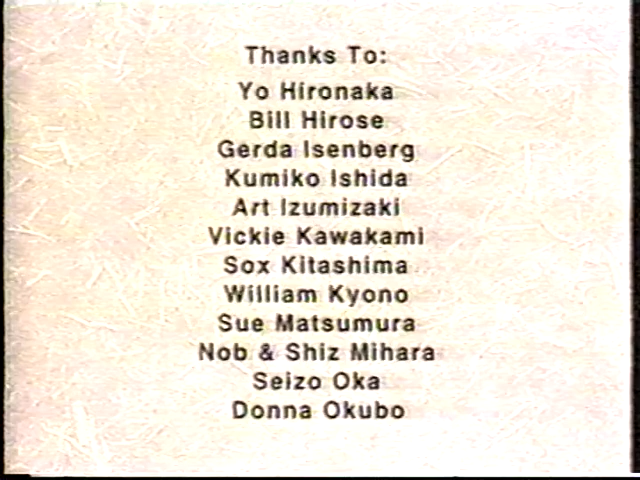 Thanks To:
Yo Hironaka
Bill Hirose
Gerda Isenberg
Kumiko Ishida
Art Izumizaki
Vickie Kawakami
Sox Kitashima
William Kyono
Sue Matsumura
Nob & Shiz Mihara
Seizo Oka
Donna Okubo